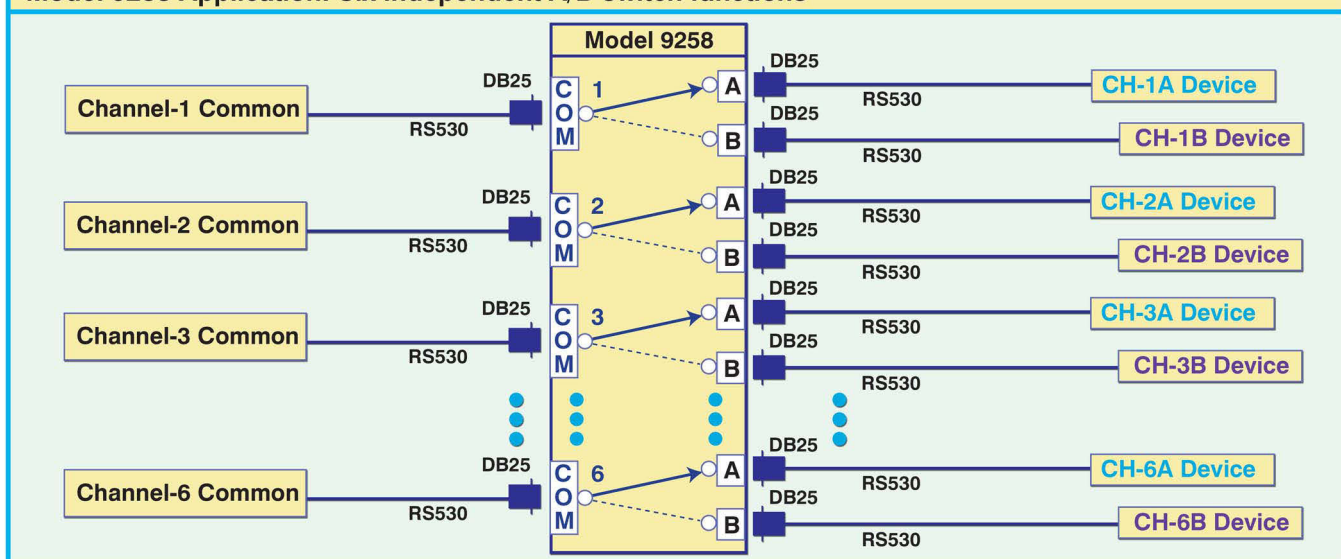 Model 9258 Application: Six Independent A/B Switch functions
Model 9258
DB25
Channel-1 Common
RS530
COM
1
A
DB25
RS530
CH-1A Device
B
DB25
RS530
CH-1B Device
DB25
Channel-2 Common
RS530
COM
2
A
DB25
RS530
CH-2A Device
B
DB25
RS530
CH-2B Device
DB25
Channel-3 Common
RS530
COM
3
A
DB25
RS530
CH-3A Device
B
DB25
RS530
CH-3B Device
DB25
Channel-6 Common
RS530
COM
6
A
DB25
RS530
CH-6A Device
B
DB25
RS530
CH-6B Device